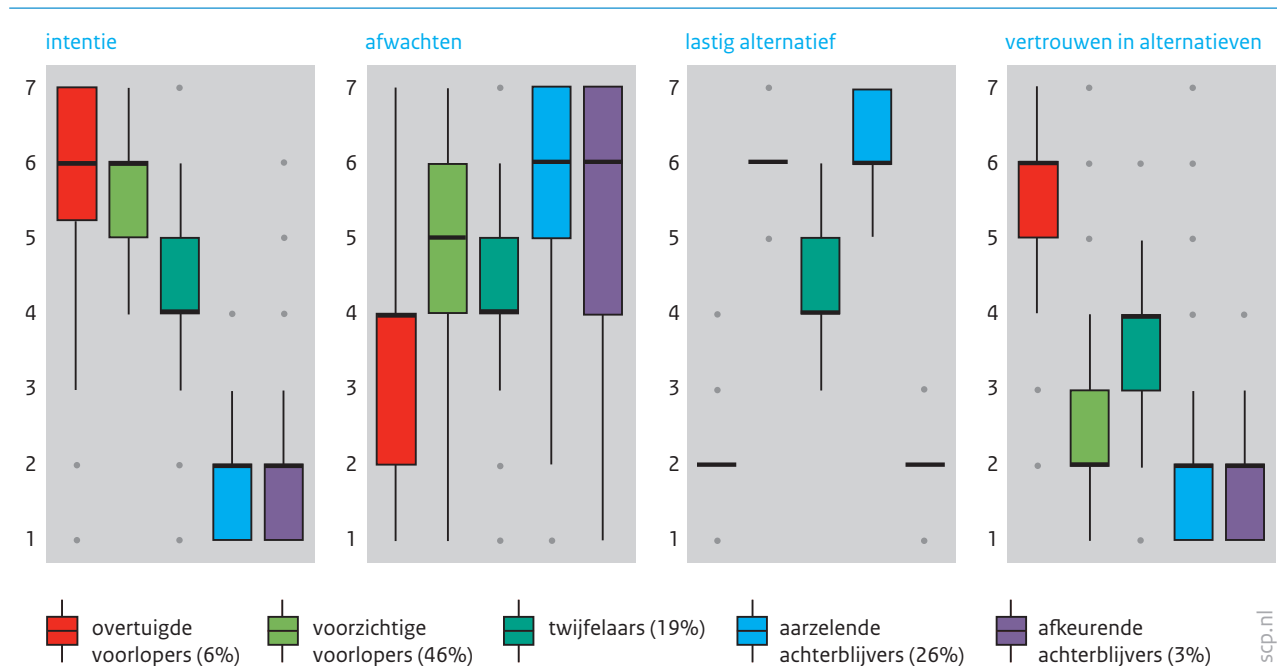 intentie
afwachten
lastig alternatief
vertrouwen in alternatieven
7 7 7 7
6 6 6 6
5 5 5 5
4 4 4 4
3 3 3 3
2 2 2 2
1 1 1 1
overtuigde
voorlopers (6%)
voorzichtige
voorlopers (46%)
twijfelaars (19%)
aarzelende
achterblijvers (26%)
afkeurende
achterblijvers (3%)
scp.nl